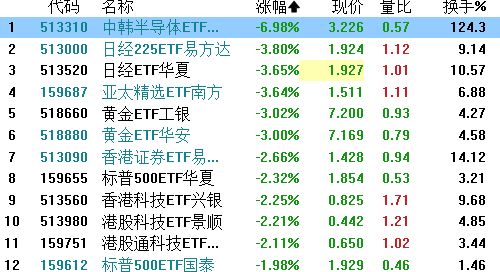 代码 名称 涨幅↑ 现价 量比 换手%
1 513310 中韩半导体ETF... -6.98% 3.226 0.57 124.3
2 513000 日经225ETF易方达 -3.80% 1.924 1.12 9.14
3 513520 日经ETF华夏 -3.65% 1.927 1.01 10.57
4 159687 亚太精选ETF南方 -3.64% 1.511 1.11 6.88
5 518660 黄金ETF工银 -3.02% 7.200 0.93 4.27
6 518880 黄金ETF华安 -3.00% 7.169 0.79 4.58
7 513090 香港证券ETF易... -2.66% 1.428 0.94 14.12
8 159655 标普500ETF华夏 -2.32% 1.854 0.53 3.21
9 513560 香港科技ETF兴银 -2.25% 0.825 1.71 9.68
10 513980 港股科技ETF景顺 -2.21% 0.442 1.21 4.85
11 159751 港股通科技ETF... -2.11% 0.650 1.02 3.44
12 159612 标普500ETF国泰 -1.98% 1.929 0.46 1.46